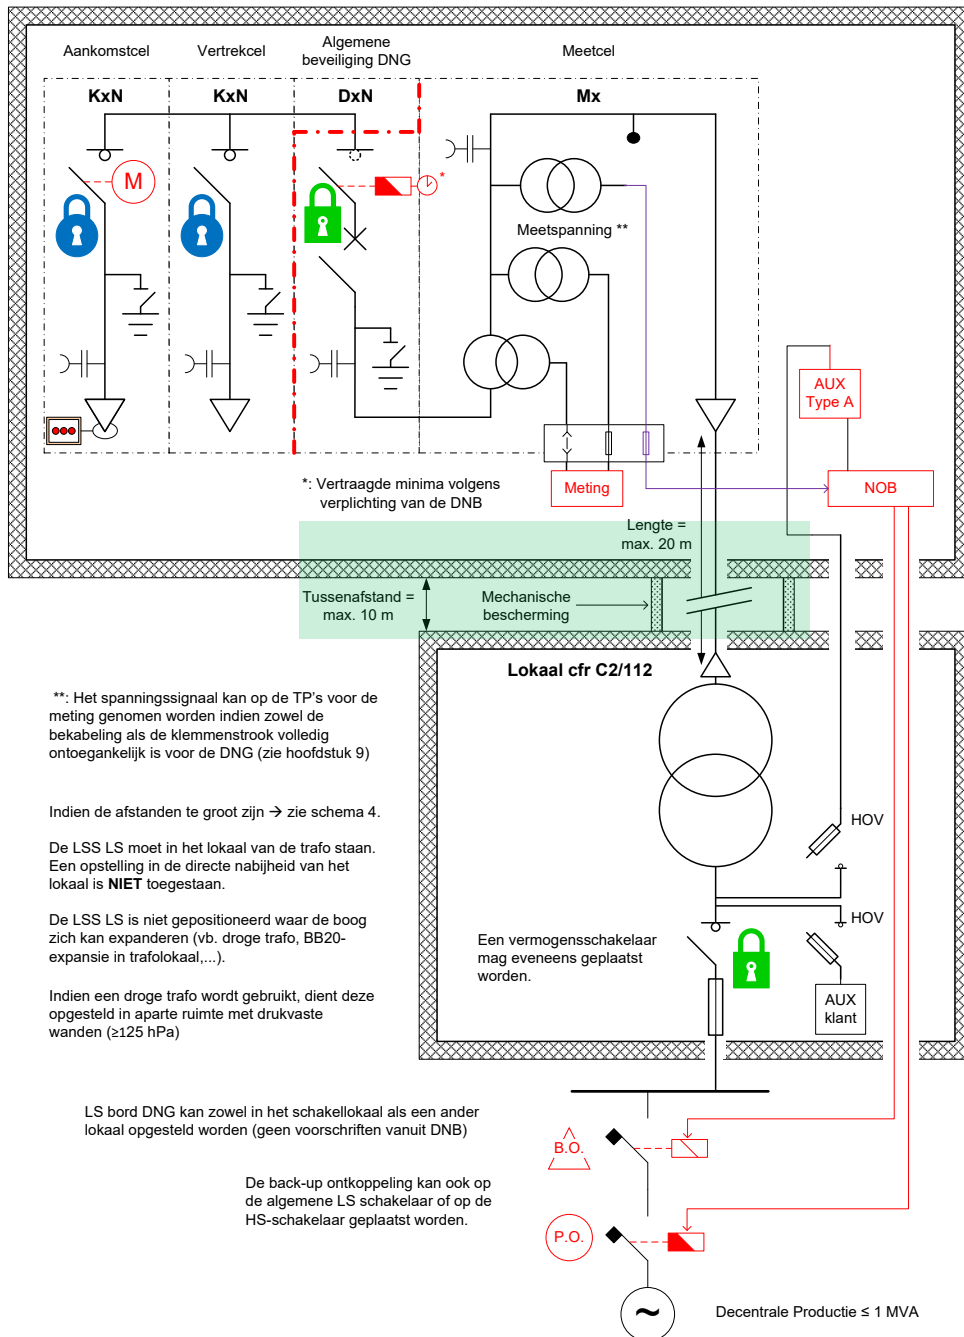 Aankomstcel
Vertrekcel
Algemene
beveiliging DNG
Meetcel
KxN
KxN
DxN
Mx
M
*
Meetspanning **
AUX
Type A
Meting
NOB
*: Vertraagde minima volgens
verplichting van de DNB
Lengte =
max. 20 m
Tussenafstand =
max. 10 m
Mechanische
bescherming
Lokaal cfr C2/112
**: Het spanningssignaal kan op de TP's voor de
meting genomen worden indien zowel de
bekabeling als de klemmenstrook volledig
ontoegankelijk is voor de DNG (zie hoofdstuk 9)
Indien de afstanden te groot zijn → zie schema 4.
De LSS LS moet in het lokaal van de trafo staan.
Een opstelling in de directe nabijheid van het
lokaal is NIET toegestaan.
De LSS LS is niet gepositioneerd waar de boog
zich kan expanderen (vb. droge trafo, BB20-
expansie in trafolokaal,...).
Indien een droge trafo wordt gebruikt, dient deze
opgesteld in aparte ruimte met drukvaste
wanden (≥125 hPa)
HOV
HOV
Een vermogensschakelaar
mag eveneens geplaatst
worden.
AUX
klant
LS bord DNG kan zowel in het schakellokaal als een ander
lokaal opgesteld worden (geen voorschriften vanuit DNB)
B.O.
De back-up ontkoppeling kan ook op
de algemene LS schakelaar of op de
HS-schakelaar geplaatst worden.
P.O.
~
Decentrale Productie ≤ 1 MVA